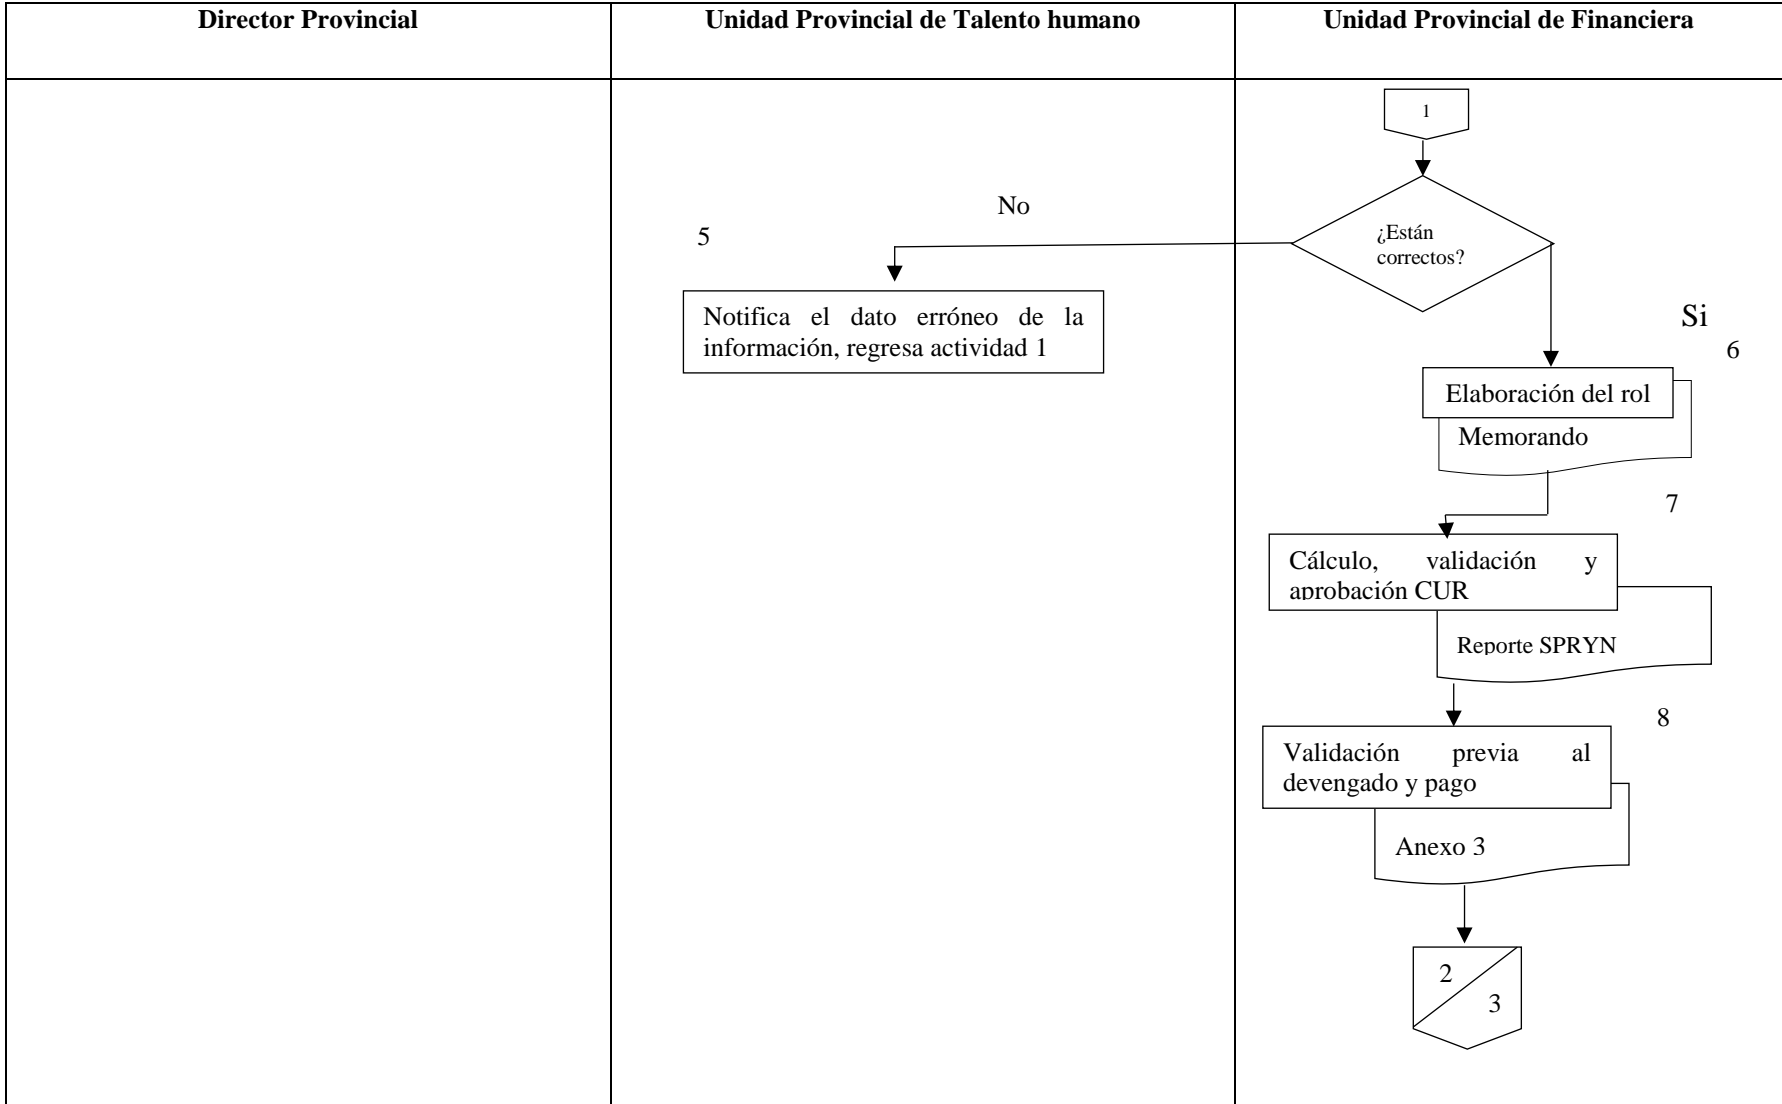 Director Provincial
Unidad Provincial de Talento humano
Unidad Provincial de Financiera
1
¿Están
correctos?
No
5
Notifica el dato erróneo de la
información, regresa actividad 1
Si
6
Elaboración del rol
Memorando
7
Cálculo, validación y
aprobación CUR
Reporte SPRYN
8
Validación previa al
devengado y pago
Anexo 3
2
3